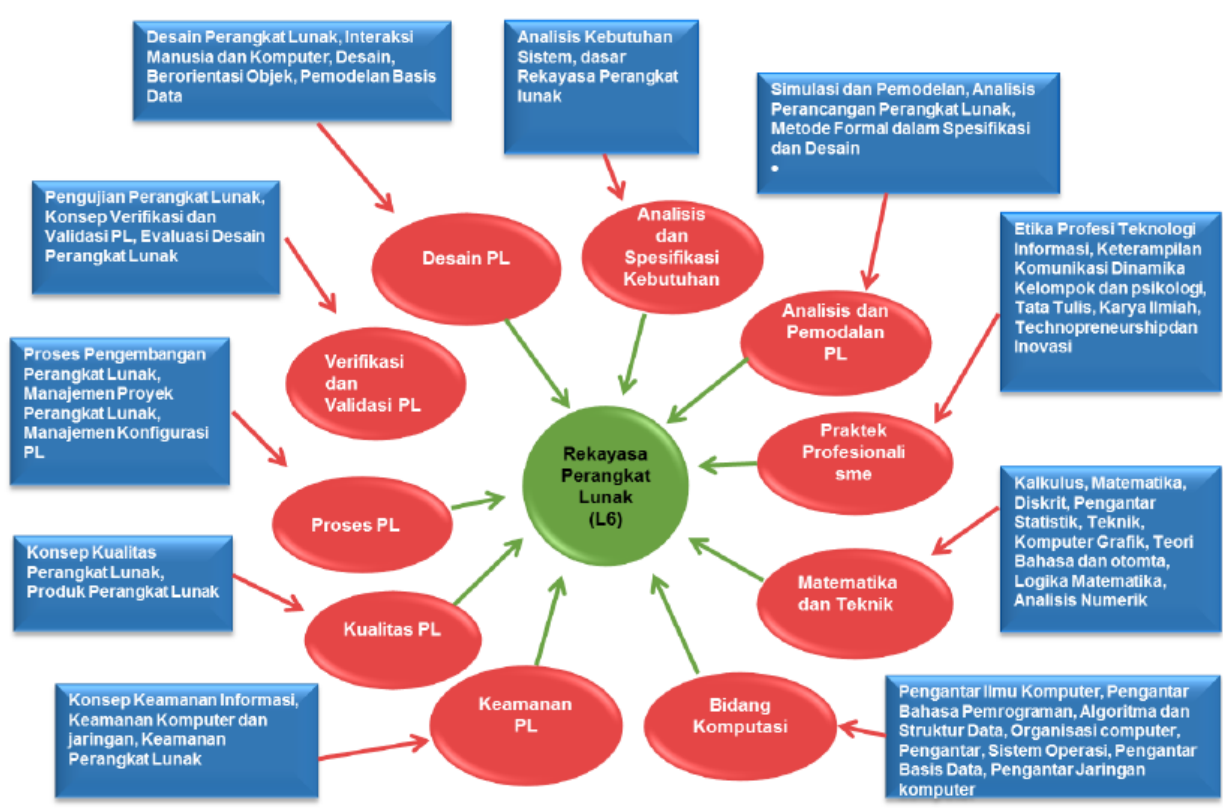 Desain Perangkat Lunak, Interaksi
Manusia dan Komputer, Desain,
Berorientasi Objek, Pemodelan Basis
Data
Analisis Kebutuhan
Sistem, dasar
Rekayasa Perangkat
lunak
Simulasi dan Pemodelan, Analisis
Perancangan Perangkat Lunak,
Metode Formal dalam Spesifikasi
dan Desain
•
Pengujian Perangkat Lunak,
Konsep Verifikasi dan
Validasi PL, Evaluasi Desain
Perangkat Lunak
Desain PL
Analisis
dan
Spesifikasi
Kebutuhan
Etika Profesi Teknologi
Informasi, Keterampilan
Komunikasi Dinamika
Kelempok dan psikologi,
Tata Tulis, Karya Ilmiah,
Technopreneurshipdan
Inovasi
Analisis dan
Pemodalan
PL
Verifikasi
dan
Validasi PL
Proses Pengembangan
Perangkat Lunak,
Manajemen Proyek
Perangkat Lunak,
Manajemen Konfigurasi
PL
Rekayasa
Perangkat
Lunak
(L6)
Praktek
Profesionali
sme
Proses PL
Kalkulus, Matematika,
Diskrit, Pengantar
Statistik, Teknik,
Komputer Grafik, Teori
Bahasa dan otomta,
Logika Matematika,
Analisis Numerik
Konsep Kualitas
Perangkat Lunak,
Produk Perangkat Lunak
Matematika
dan Teknik
Kualitas PL
Konsep Keamanan Informasi,
Keamanan Komputer dan
jaringan, Keamanan
Perangkat Lunak
Keamanan
PL
Bidang
Komputasi
Pengantar Ilmu Komputer, Pengantar
Bahasa Pemrograman, Algoritma dan
Struktur Data, Organisasi computer,
Pengantar, Sistem Operasi, Pengantar
Basis Data, Pengantar Jaringan
komputer